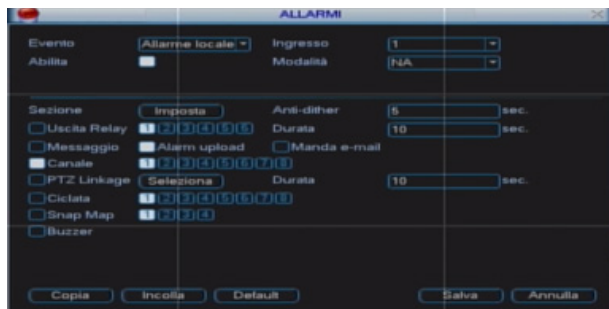 ALLARMI
Evento Allarme locale Ingresso 1
Abilita Modalità NA
Sezione Imposta Anti-dither 5 sec.
Uscita Relay 1 2 3 4 5 6 Durata 10 sec.
Messaggio Alarm upload Manda e-mail
Canale 1 2 3 4 5 6 7 8
PTZ Linkage Seleziona Durata 10 sec.
Ciclata 1 2 3 4 5 6 7 8
Snap Map 1 2 3 4
Buzzer
Copia Incolla Default Salva Annulla